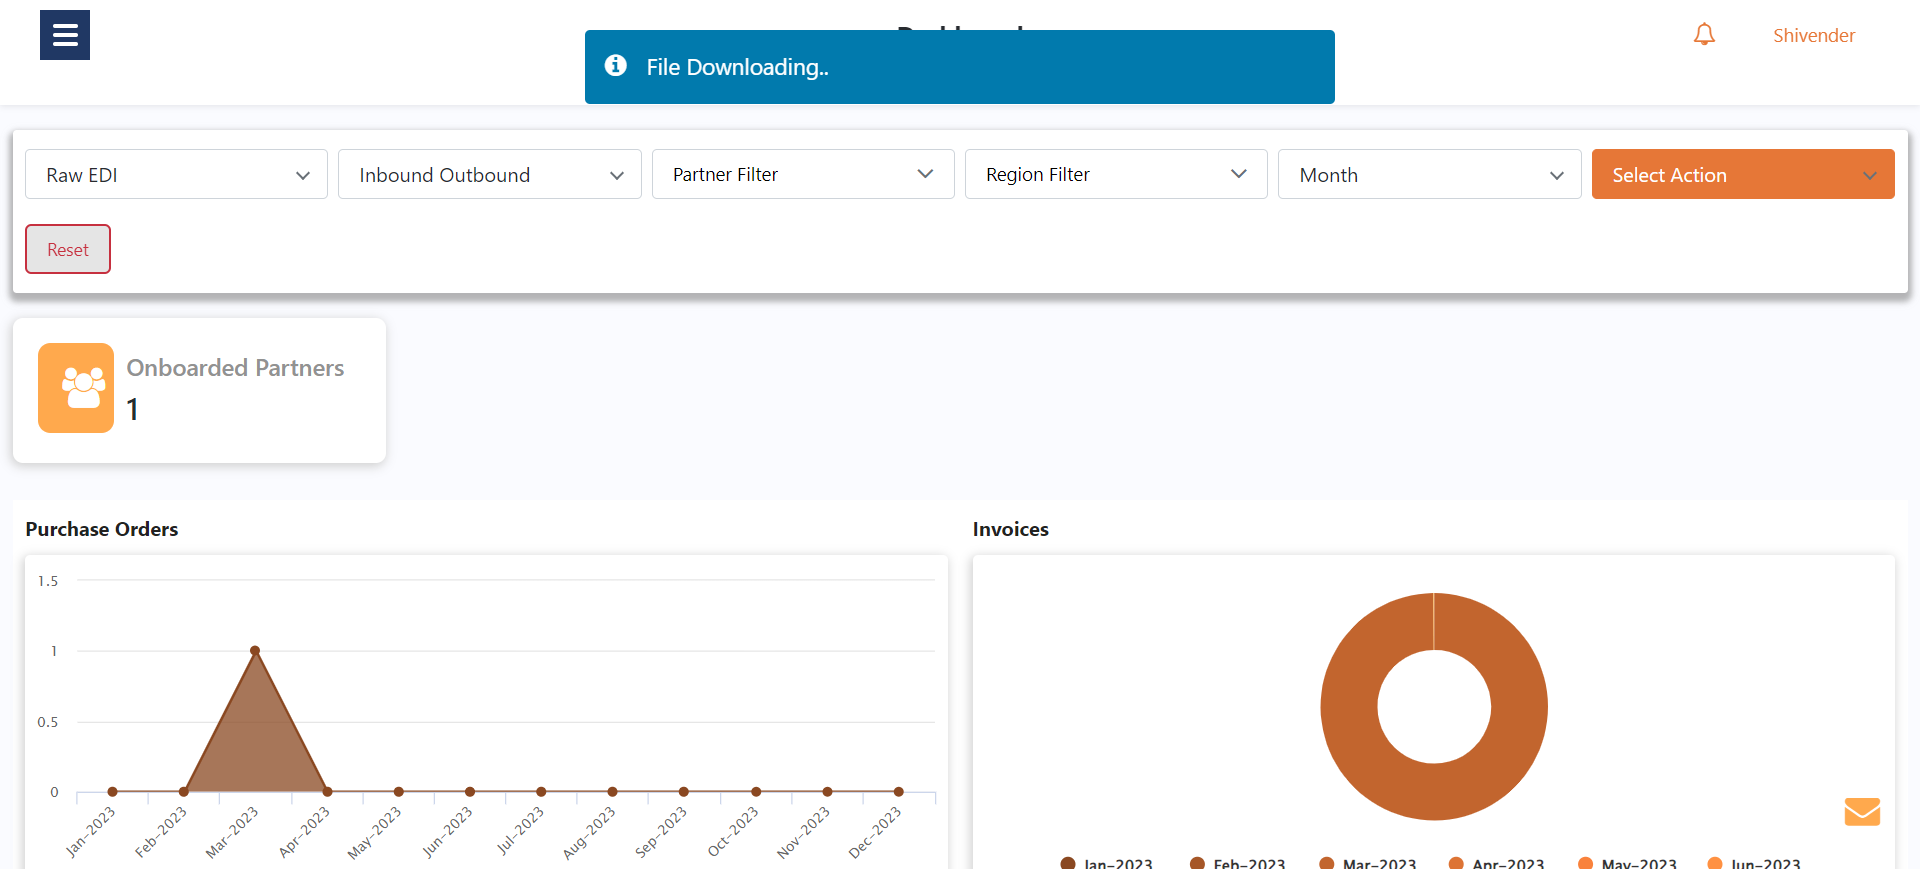 Shivender
File Downloading..
Raw EDI
Inbound Outbound
Partner Filter
Region Filter
Month
Select Action
Reset
Onboarded Partners
1
Purchase Orders
1.5
1
0.5
0
Jan-2023
Feb-2023
Mar-2023
Apr-2023
May-2023
Jun-2023
Jul-2023
Aug-2023
Sep-2023
Oct-2023
Nov-2023
Dec-2023
Invoices
Jan-2023 Feb-2023 Mar-2023 Apr-2023 May-2023 Jun-2023